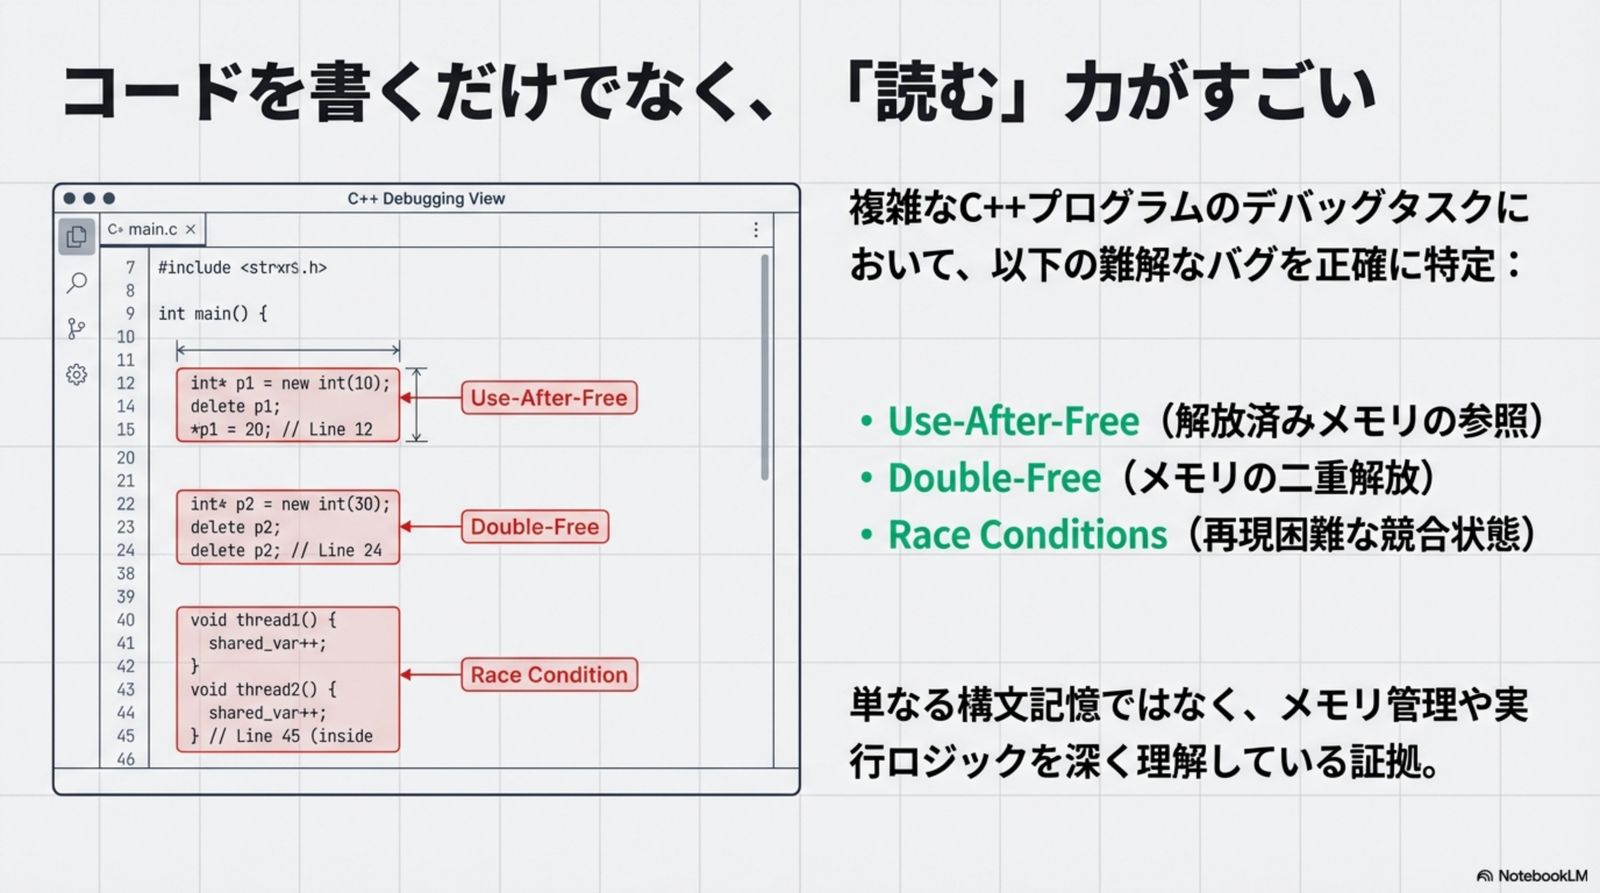 コードを書くだけでなく、「読む」力がすごい
C++ Debugging View
main.c ×
7 #include <strxrs.h>
8
9 int main() {
10
11
12 int* p1 = new int(10);
14 delete p1;
15 *p1 = 20; // Line 12
Use-After-Free
20
21
22 int* p2 = new int(30);
23 delete p2;
24 delete p2; // Line 24
Double-Free
38
39
40 void thread1() {
41 shared_var++;
42 }
43 void thread2() {
44 shared_var++;
45 } // Line 45 (inside
46
Race Condition
複雑なC++プログラムのデバッグタスクに
おいて、以下の難解なバグを正確に特定：
• Use-After-Free（解放済みメモリの参照）
• Double-Free（メモリの二重解放）
• Race Conditions（再現困難な競合状態）
単なる構文記憶ではなく、メモリ管理や実
行ロジックを深く理解している証拠。
NotebookLM